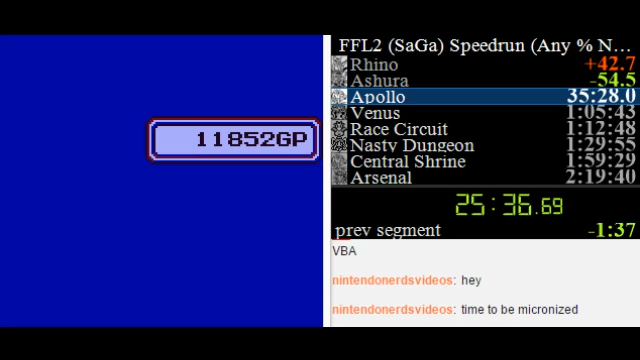 11852GP
FFL2 (SaGa) Speedrun (Any % N...
Rhino +42.7
Ashura -54.5
Apollo 35:28.0
Venus 1:05:43
Race Circuit 1:12:48
Nasty Dungeon 1:29:55
Central Shrine 1:59:29
Arsenal 2:19:40
25:36.69
prev segment -1:37
VBA
nintendonerdsvideos: hey
nintendonerdsvideos: time to be micronized